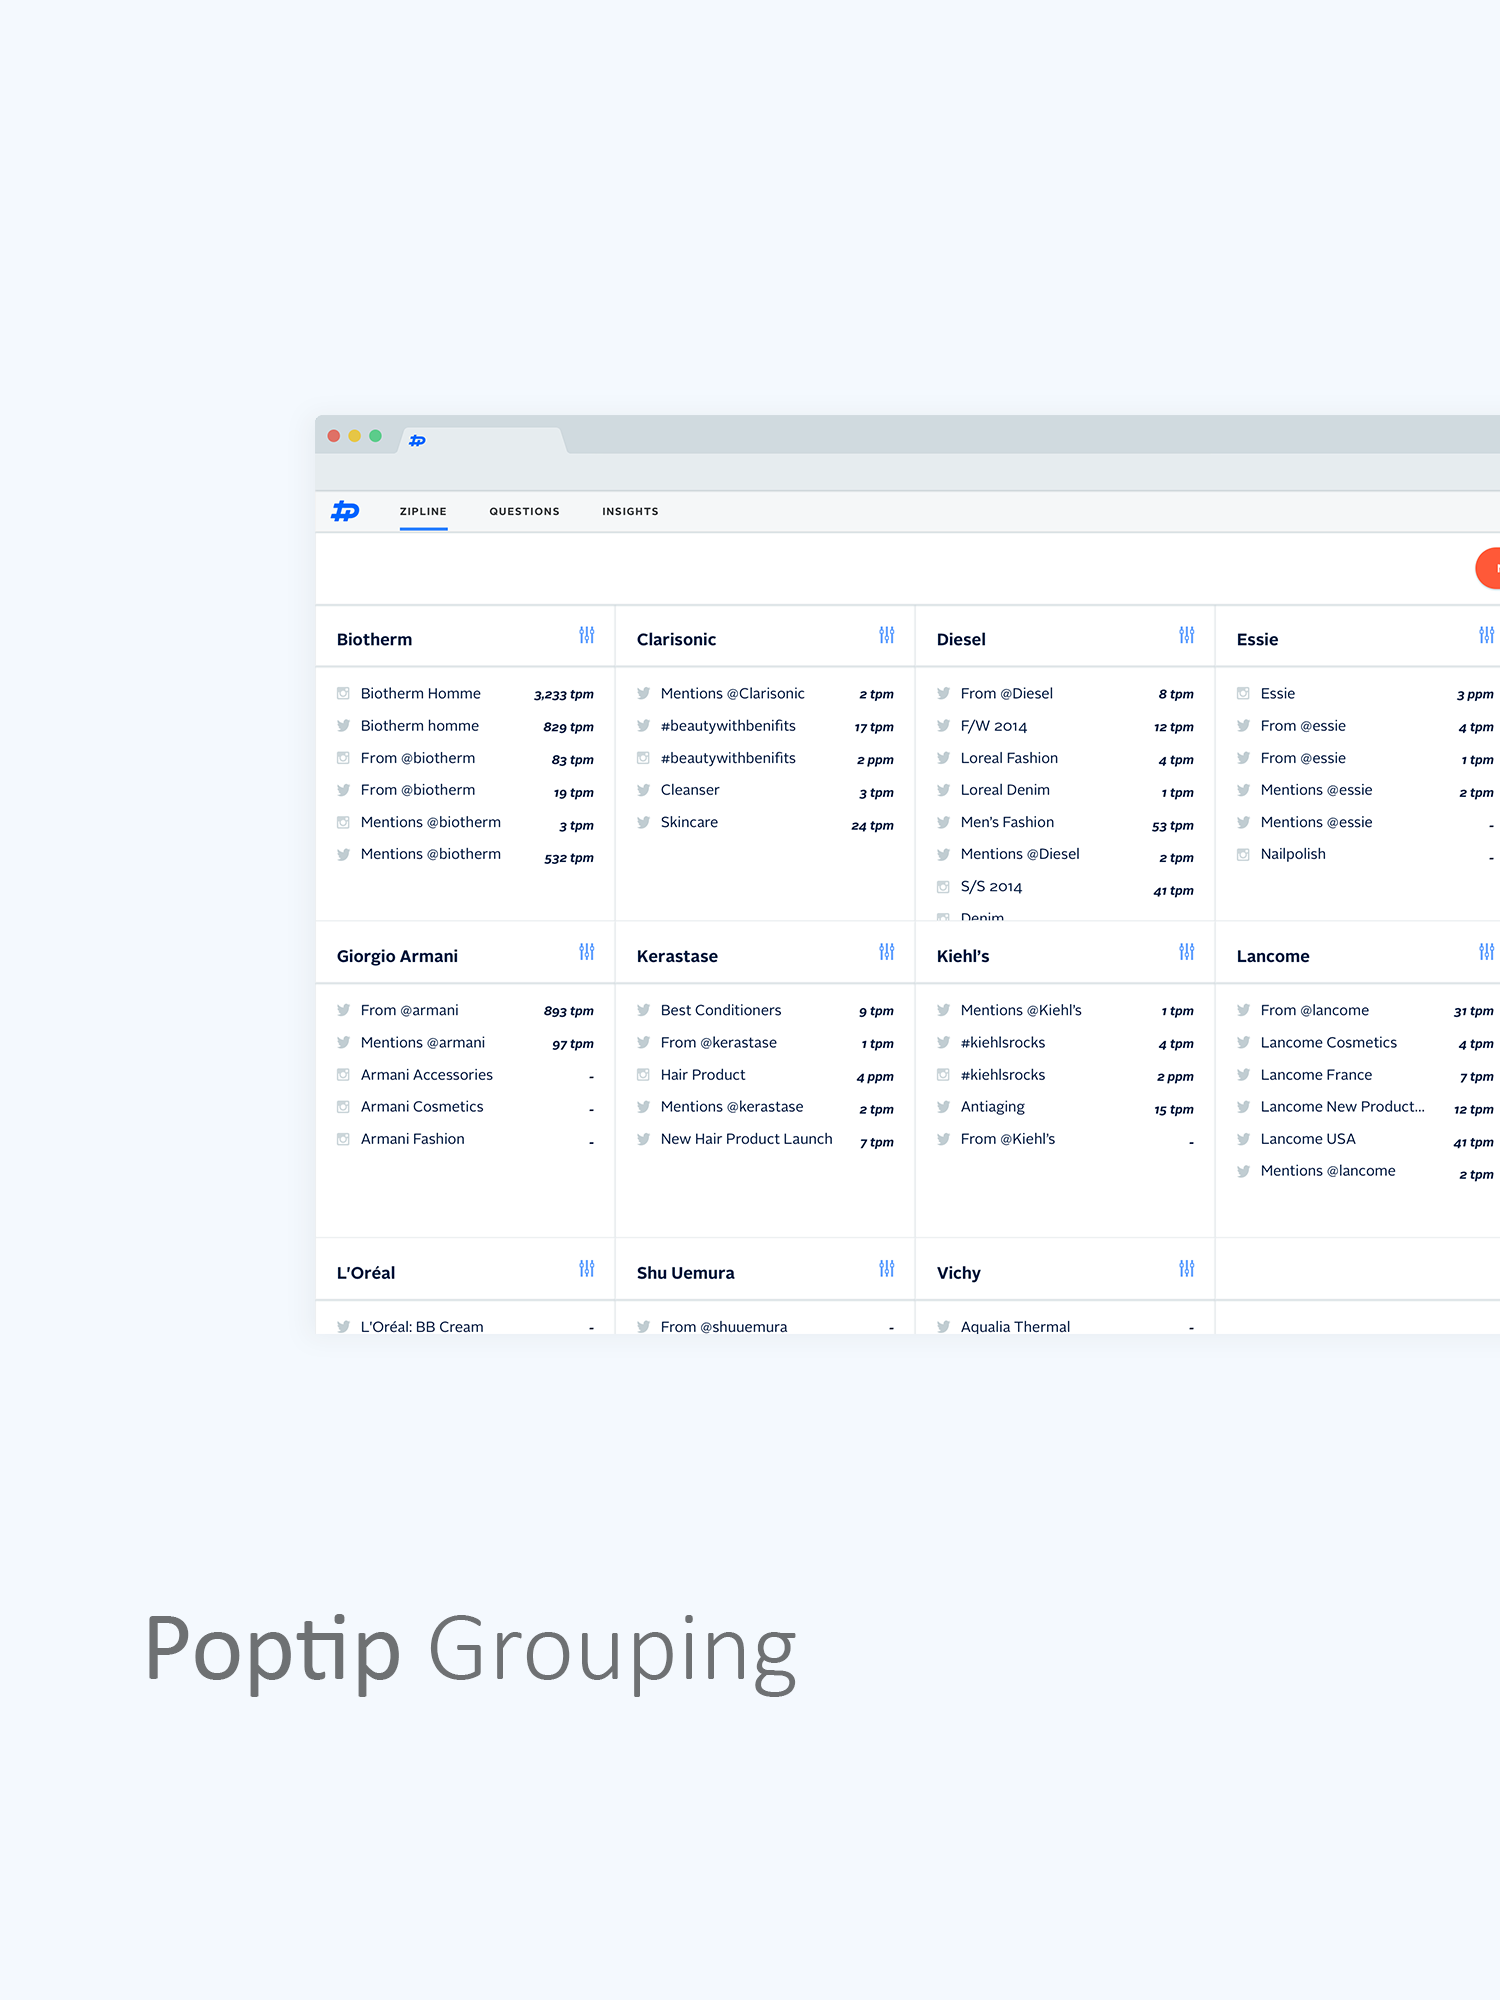 ZIPLINE QUESTIONS INSIGHTS
Biotherm
Biotherm Homme 3,233 tpm
Biotherm homme 829 tpm
From @biotherm 83 tpm
From @biotherm 19 tpm
Mentions @biotherm 3 tpm
Mentions @biotherm 532 tpm
Clarisonic
Mentions @Clarisonic 2 tpm
#beautywithbenifits 17 tpm
#beautywithbenifits 2 ppm
Cleanser 3 tpm
Skincare 24 tpm
Diesel
From @Diesel 8 tpm
F/W 2014 12 tpm
Loreal Fashion 4 tpm
Loreal Denim 1 tpm
Men's Fashion 53 tpm
Mentions @Diesel 2 tpm
S/S 2014 41 tpm
Denim
Essie
Essie 3 ppm
From @essie 4 tpm
From @essie 1 tpm
Mentions @essie 2 tpm
Mentions @essie -
Nailpolish -
Giorgio Armani
From @armani 893 tpm
Mentions @armani 97 tpm
Armani Accessories -
Armani Cosmetics -
Armani Fashion -
Kerastase
Best Conditioners 9 tpm
From @kerastase 1 tpm
Hair Product 4 ppm
Mentions @kerastase 2 tpm
New Hair Product Launch 7 tpm
Kiehl's
Mentions @Kiehl's 1 tpm
#kiehlsrocks 4 tpm
#kiehlsrocks 2 ppm
Antiaging 15 tpm
From @Kiehl's -
Lancome
From @lancome 31 tpm
Lancome Cosmetics 4 tpm
Lancome France 7 tpm
Lancome New Product... 12 tpm
Lancome USA 41 tpm
Mentions @lancome 2 tpm
L'Oréal
L'Oréal: BB Cream -
Shu Uemura
From @shuuemura -
Vichy
Aqualia Thermal -
Poptip Grouping